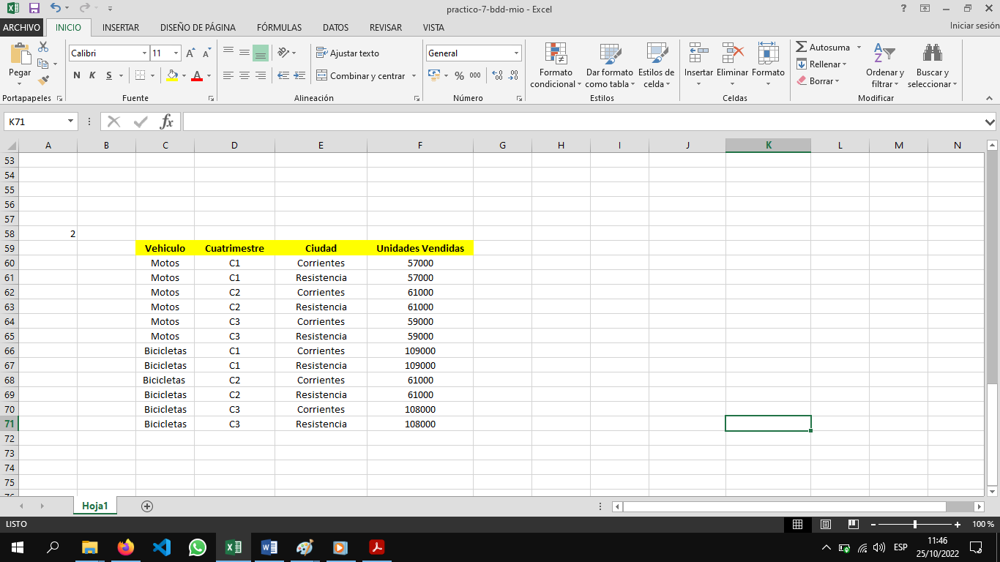 practico-7-bdd-mio - Excel
ARCHIVO INICIO INSERTAR DISEÑO DE PÁGINA FÓRMULAS DATOS REVISAR VISTA Iniciar sesión
Pegar
Portapapeles
Calibri 11
N K S
Fuente
Ajustar texto
Combinar y centrar
Alineación
General
% 000
Número
Formato condicional
Dar formato como tabla
Estilos de celda
Estilos
Insertar Eliminar Formato
Celdas
Autosuma
Rellenar
Borrar
Ordenar y filtrar
Buscar y seleccionar
Modificar
K71 fx
A B C D E F G H I J K L M N
53
54
55
56
57
58 2
59 Vehiculo Cuatrimestre Ciudad Unidades Vendidas
60 Motos C1 Corrientes 57000
61 Motos C1 Resistencia 57000
62 Motos C2 Corrientes 61000
63 Motos C2 Resistencia 61000
64 Motos C3 Corrientes 59000
65 Motos C3 Resistencia 59000
66 Bicicletas C1 Corrientes 109000
67 Bicicletas C1 Resistencia 109000
68 Bicicletas C2 Corrientes 61000
69 Bicicletas C2 Resistencia 61000
70 Bicicletas C3 Corrientes 108000
71 Bicicletas C3 Resistencia 108000
72
73
74
75
Hoja1
LISTO 100 %
ESP
11:46
25/10/2022